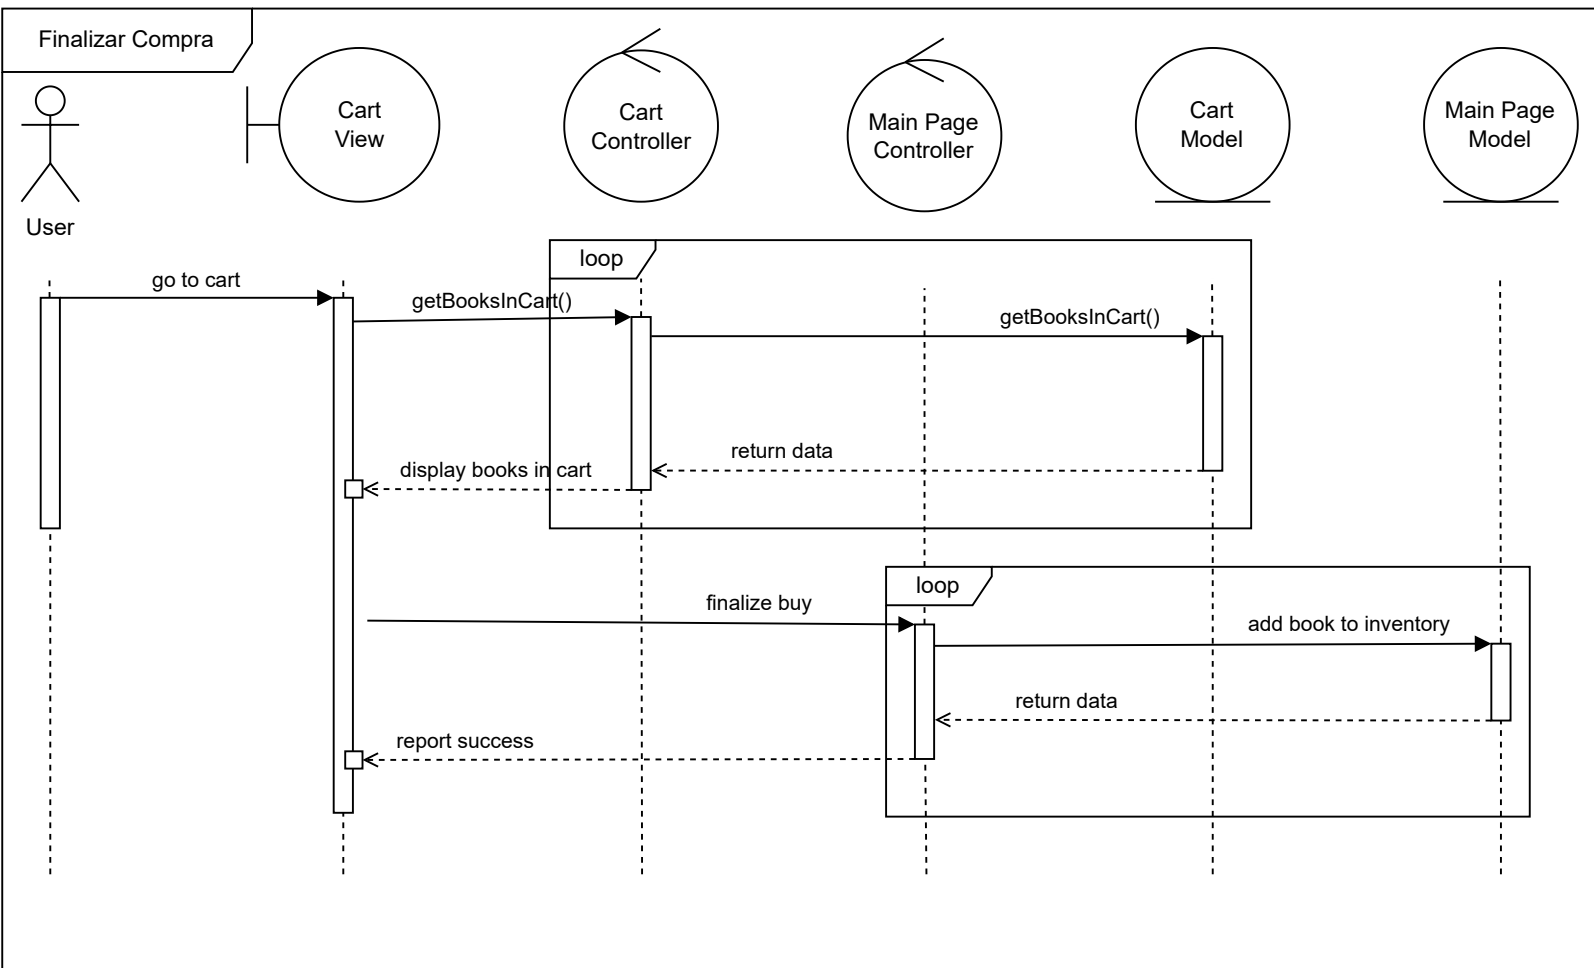 Finalizar Compra
Cart
View
Cart
Controller
Main Page
Controller
Cart
Model
Main Page
Model
User
loop
go to cart
getBooksInCart()
getBooksInCart()
return data
display books in cart
loop
finalize buy
add book to inventory
return data
report success